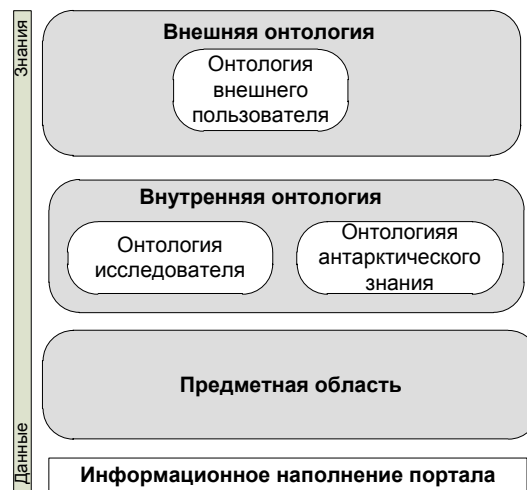 Знания
Внешняя онтология
Онтология
внешнего
пользователя
Внутренняя онтология
Онтология
исследователя
Онтологияя
антарктического
знания
Предметная область
Данные
Информационное наполнение портала